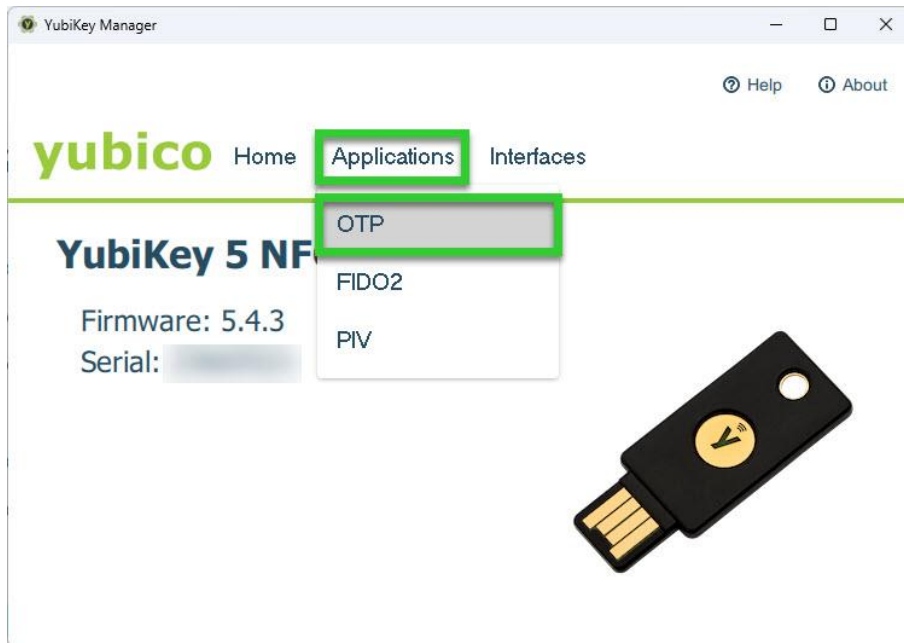 YubiKey Manager
Help About
yubico Home Applications Interfaces
OTP
YubiKey 5 NF
FIDO2
Firmware: 5.4.3
PIV
Serial: